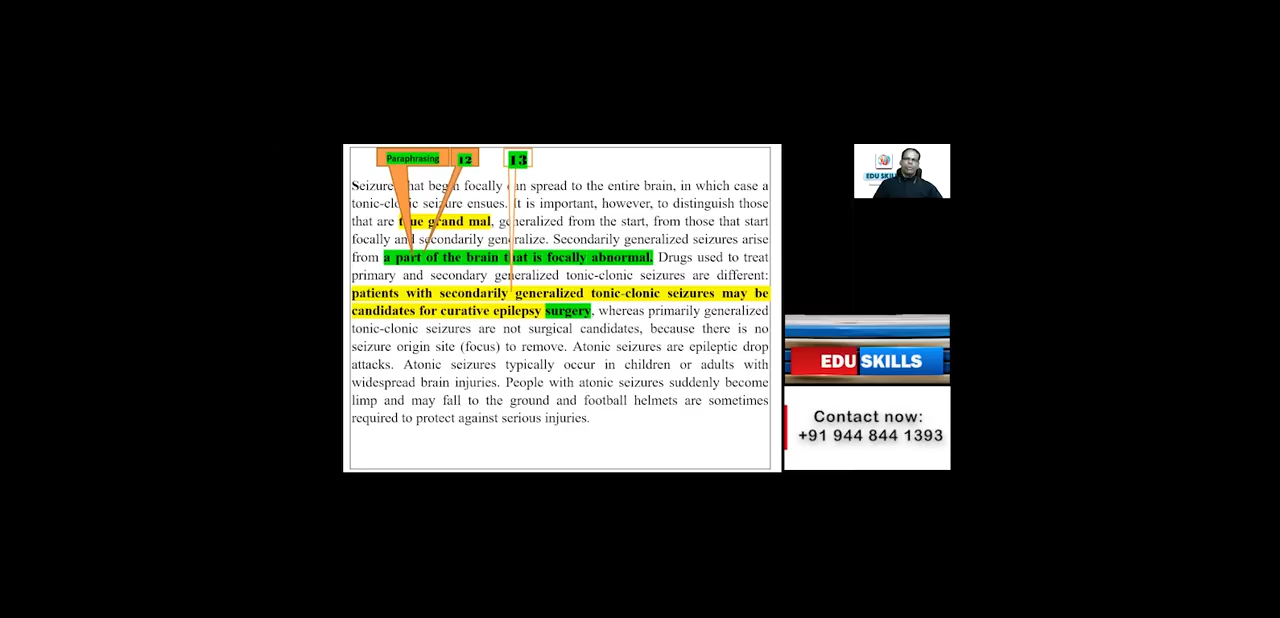 Paraphrasing 12 13
Seizures that begin focally can spread to the entire brain, in which case a
tonic-clonic seizure ensues. It is important, however, to distinguish those
that are true grand mal, generalized from the start, from those that start
focally and secondarily generalize. Secondarily generalized seizures arise
from a part of the brain that is focally abnormal. Drugs used to treat
primary and secondary generalized tonic-clonic seizures are different:
patients with secondarily generalized tonic-clonic seizures may be
candidates for curative epilepsy surgery, whereas primarily generalized
tonic-clonic seizures are not surgical candidates, because there is no
seizure origin site (focus) to remove. Atonic seizures are epileptic drop
attacks. Atonic seizures typically occur in children or adults with
widespread brain injuries. People with atonic seizures suddenly become
limp and may fall to the ground and football helmets are sometimes
required to protect against serious injuries.
EDU
EDU SKILLS
Contact now:
+91 944 844 1393